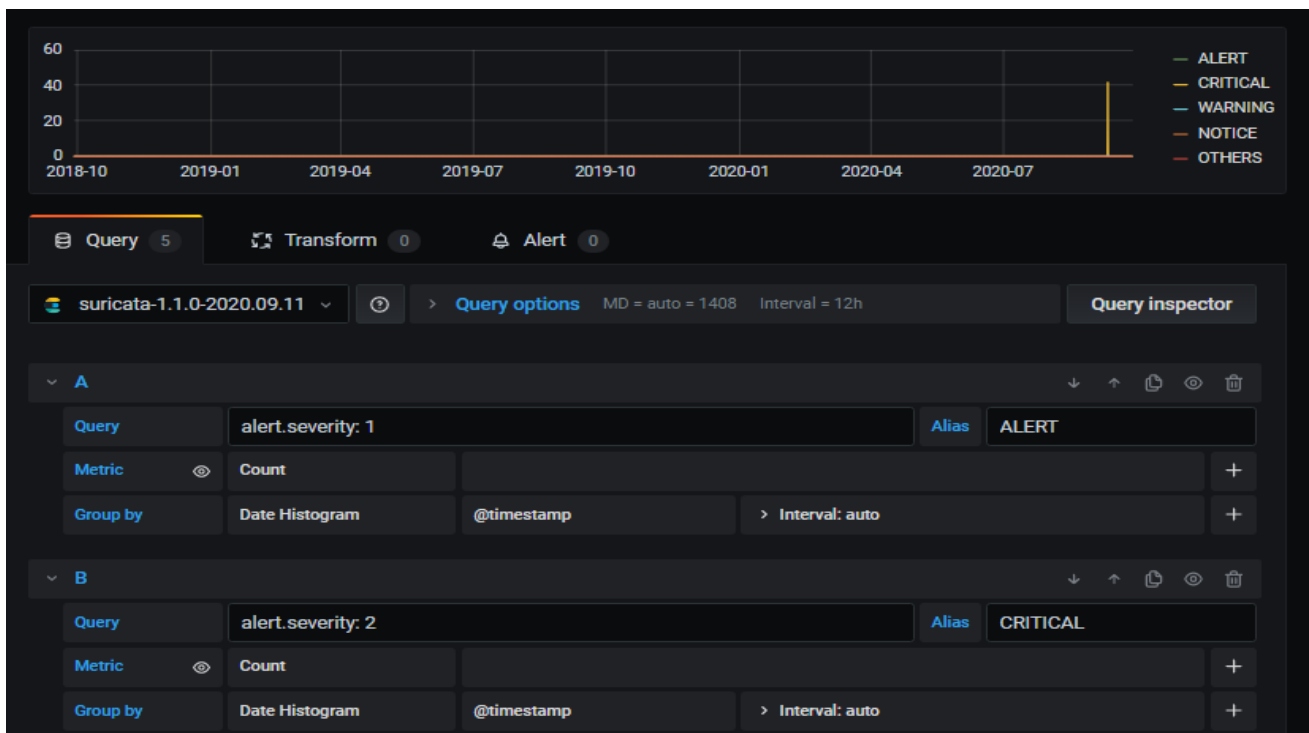 60
40
20
0
2018-10 2019-01 2019-04 2019-07 2019-10 2020-01 2020-04 2020-07
ALERT
CRITICAL
WARNING
NOTICE
OTHERS
Query 5 Transform 0 Alert 0
suricata-1.1.0-2020.09.11 Query options MD = auto = 1408 Interval = 12h Query inspector
A
Query alert.severity: 1 Alias ALERT
Metric Count
Group by Date Histogram @timestamp > Interval: auto
B
Query alert.severity: 2 Alias CRITICAL
Metric Count
Group by Date Histogram @timestamp > Interval: auto